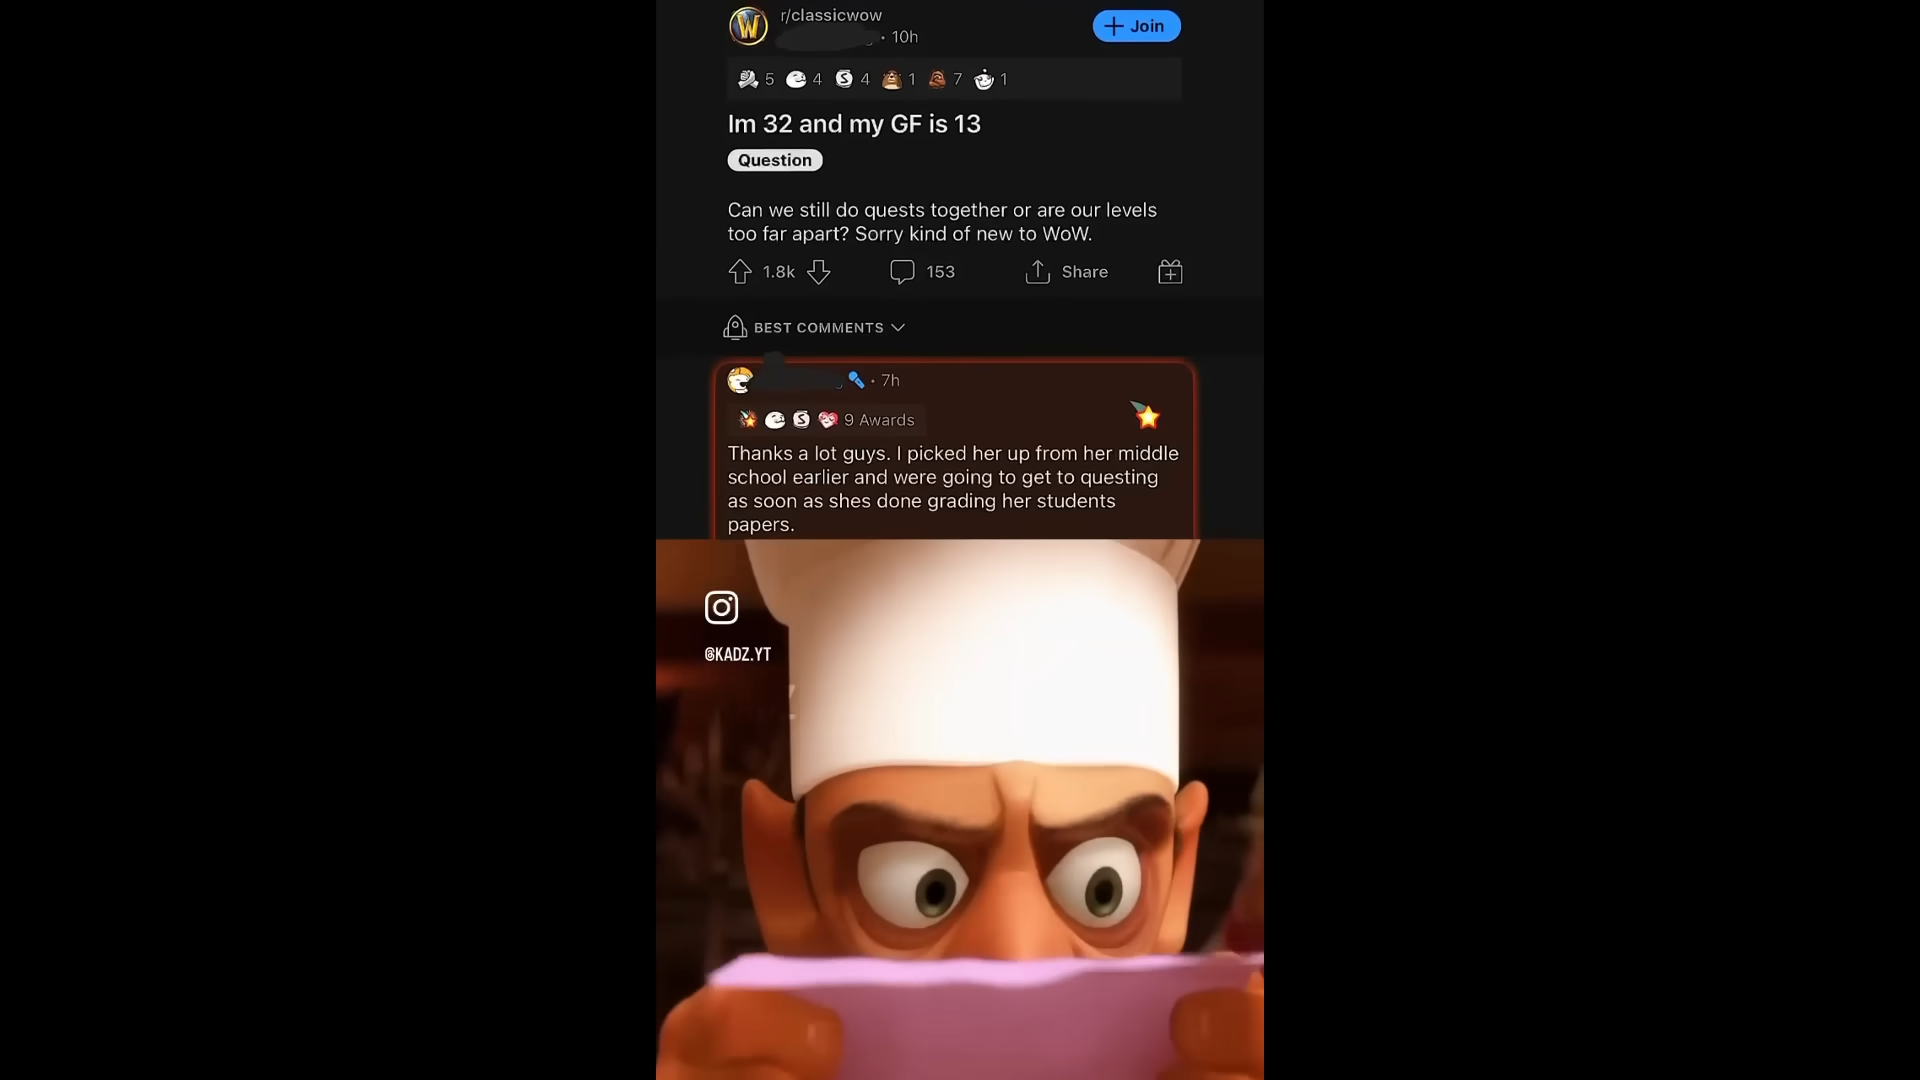 r/classicwow
• 10h
Join
5 4 4 1 7 1
Im 32 and my GF is 13
Question
Can we still do quests together or are our levels
too far apart? Sorry kind of new to WoW.
1.8k 153 Share
BEST COMMENTS
• 7h
9 Awards
Thanks a lot guys. I picked her up from her middle
school earlier and were going to get to questing
as soon as shes done grading her students
papers.
@KADZ.YT